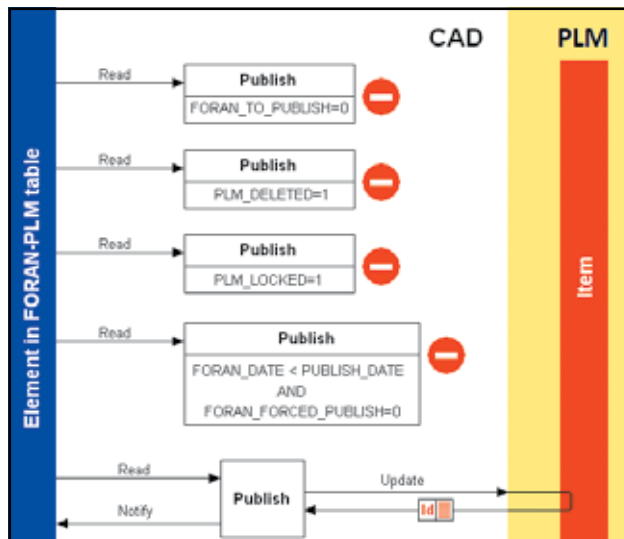 CAD
PLM
Element in FORAN-PLM table
Read
Publish
FORAN_TO_PUBLISH=0
Read
Publish
PLM_DELETED=1
Read
Publish
PLM_LOCKED=1
Read
Publish
FORAN_DATE < PUBLISH_DATE
AND
FORAN_FORCED_PUBLISH=0
Item
Read
Publish
Update
Notify
Id